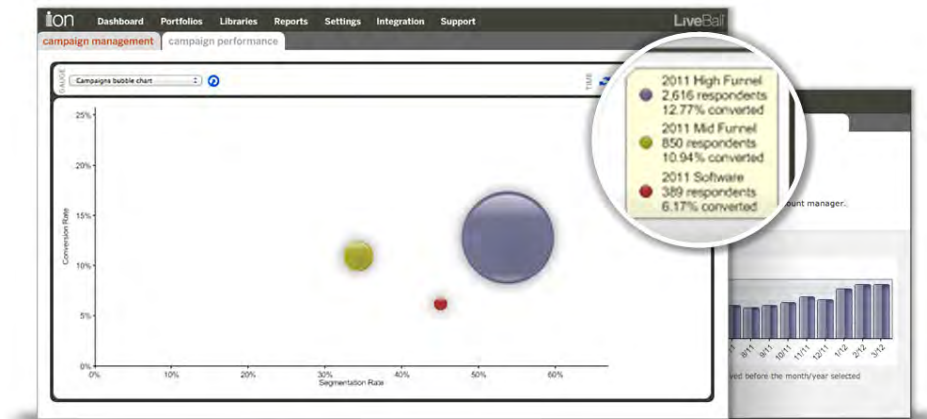 ion Dashboard Portfolios Libraries Reports Settings Integration Support LiveBall
campaign management campaign performance
GAUGE Campaigns bubble chart TIME
2011 High Funnel
2,616 respondents
12.77% converted
2011 Mid Funnel
850 respondents
10.94% converted
2011 Software
389 respondents
6.17% converted
25%
20%
15%
10%
5%
0%
Conversion Rate
0% 10% 20% 30% 40% 50% 60%
Segmentation Rate
ount manager.
8/11 9/11 10/11 11/11 12/11 1/12 2/12 3/12
ved before the month/year selected